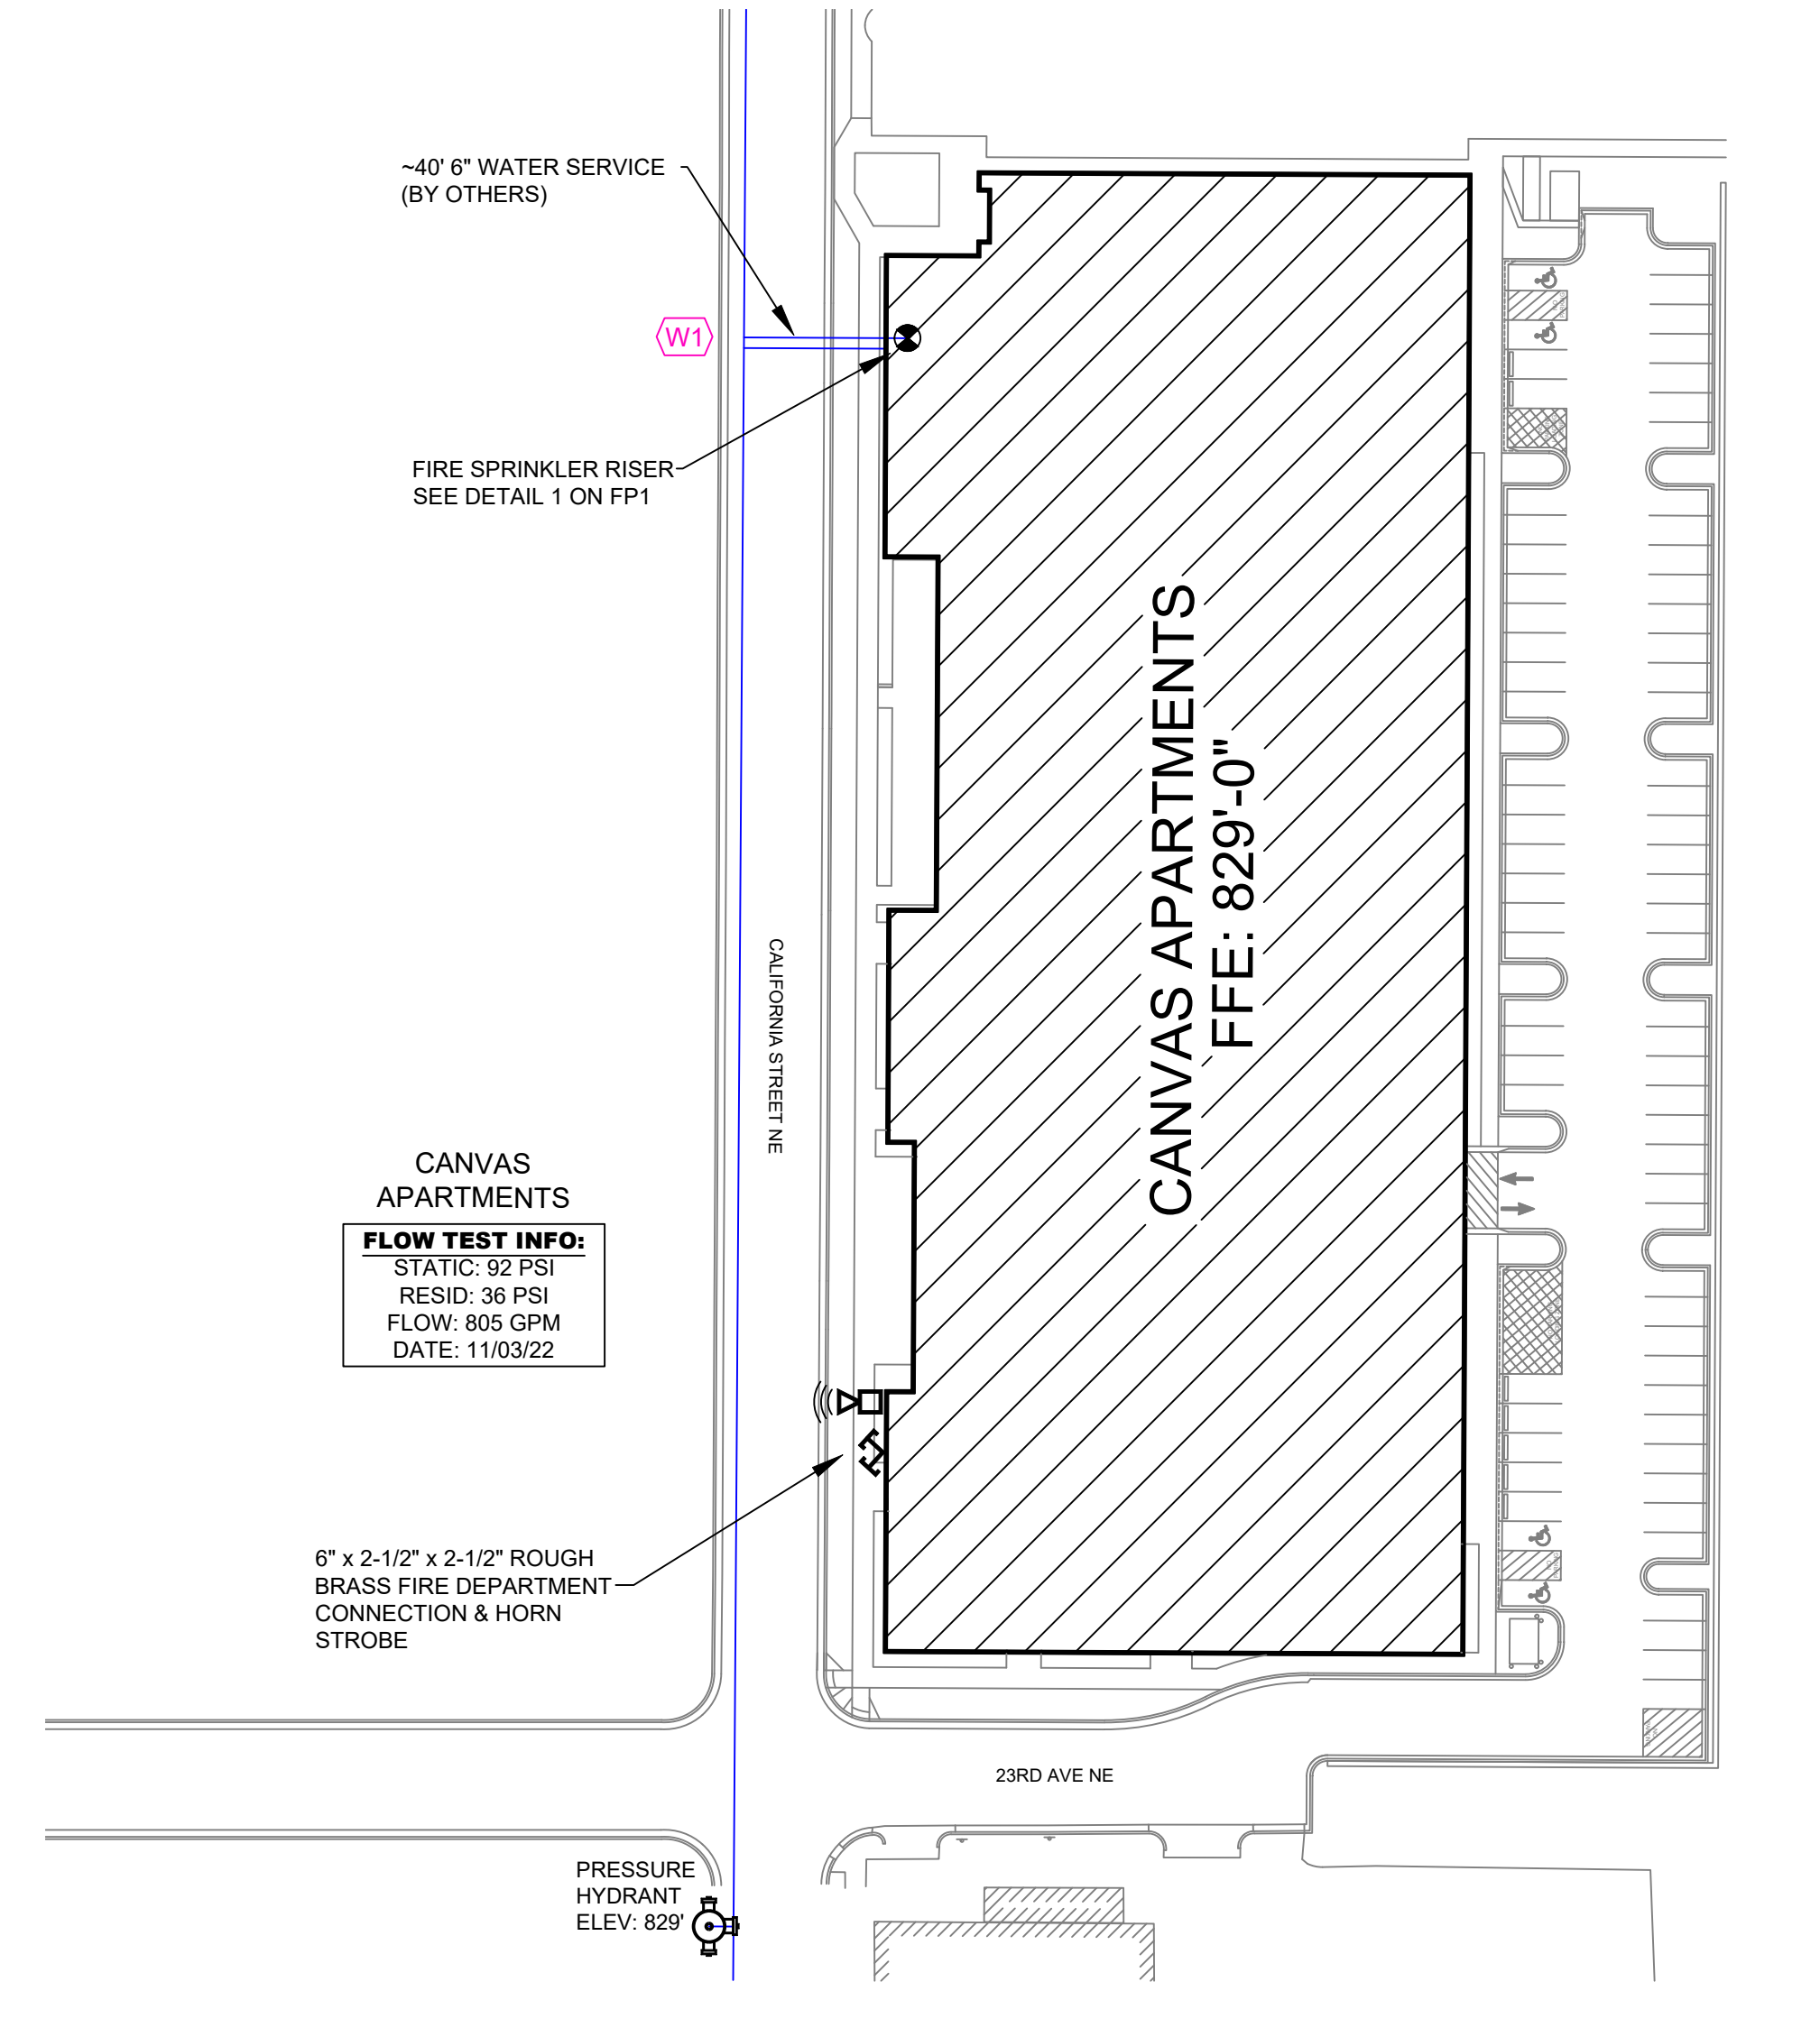 ~40' 6" WATER SERVICE
(BY OTHERS)
W1
FIRE SPRINKLER RISER
SEE DETAIL 1 ON FP1
CANVAS APARTMENTS
FFE: 829'-0"
CALIFORNIA STREET NE
CANVAS
APARTMENTS
FLOW TEST INFO:
STATIC: 92 PSI
RESID: 36 PSI
FLOW: 805 GPM
DATE: 11/03/22
6" x 2-1/2" x 2-1/2" ROUGH
BRASS FIRE DEPARTMENT
CONNECTION & HORN
STROBE
23RD AVE NE
PRESSURE
HYDRANT
ELEV: 829'